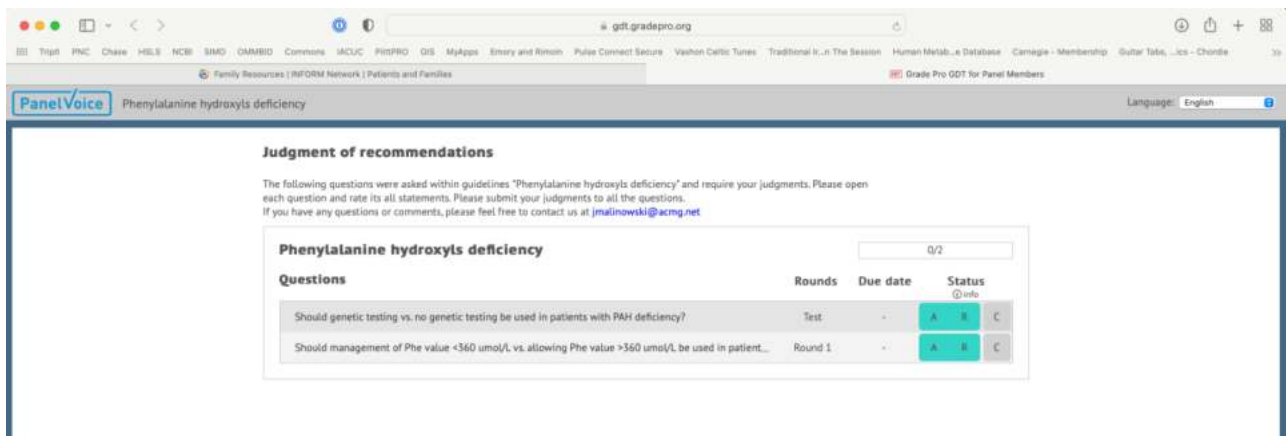 gdt.gradepro.org
Tripit PNC Chase HSLS NCBI SIMD OMMBID Commons IACUC PittPRO GIS MyApps Emory and Rimoin Pulse Connect Secure Vashon Celtic Tunes Traditional Ir...n The Session Human Metab...e Database Carnegie - Membership Guitar Tabs, ...ics - Chordie
Family Resources | INFORM Network | Patients and Families
Grade Pro GDT for Panel Members
PanelVoice Phenylalanine hydroxyls deficiency Language: English
Judgment of recommendations
The following questions were asked within guidelines "Phenylalanine hydroxyls deficiency" and require your judgments. Please open
each question and rate its all statements. Please submit your judgments to all the questions.
If you have any questions or comments, please feel free to contact us at jmalinowski@acmg.net
Phenylalanine hydroxyls deficiency 0/2
Questions Rounds Due date Status
info
Should genetic testing vs. no genetic testing be used in patients with PAH deficiency? Test - A R C
Should management of Phe value <360 umol/L vs. allowing Phe value >360 umol/L be used in patient... Round 1 - A R C